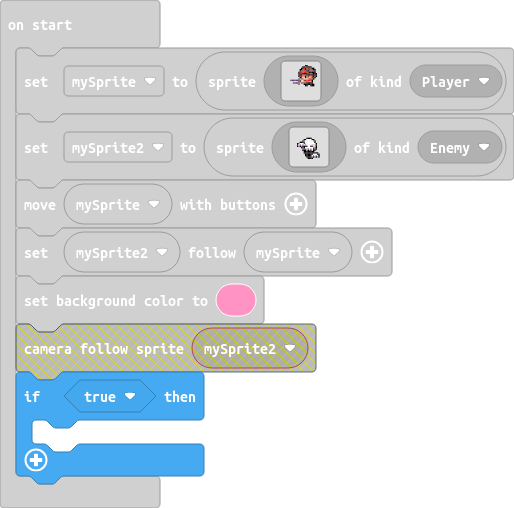 on start
set mySprite to sprite of kind Player
set mySprite2 to sprite of kind Enemy
move mySprite with buttons
set mySprite2 follow mySprite
set background color to
camera follow sprite mySprite2
if true then